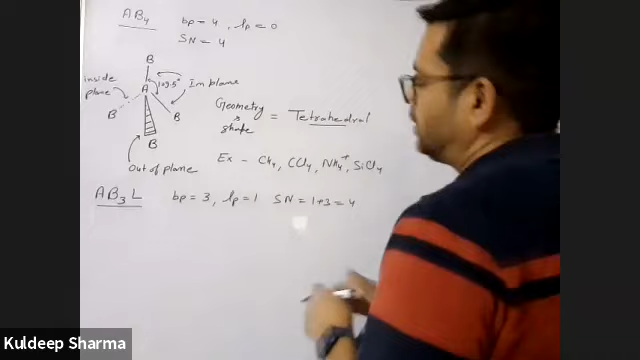 AB4 bp = 4, lp = 0
SN = 4
B
inside plane
109.5°
In plane
A
B
B
B
Out of plane
Geometry & shape = Tetrahedral
Ex - CH4, CCl4, NH4+, SiCl4
AB3L bp = 3, lp = 1 SN = 1+3 = 4
Kuldeep Sharma